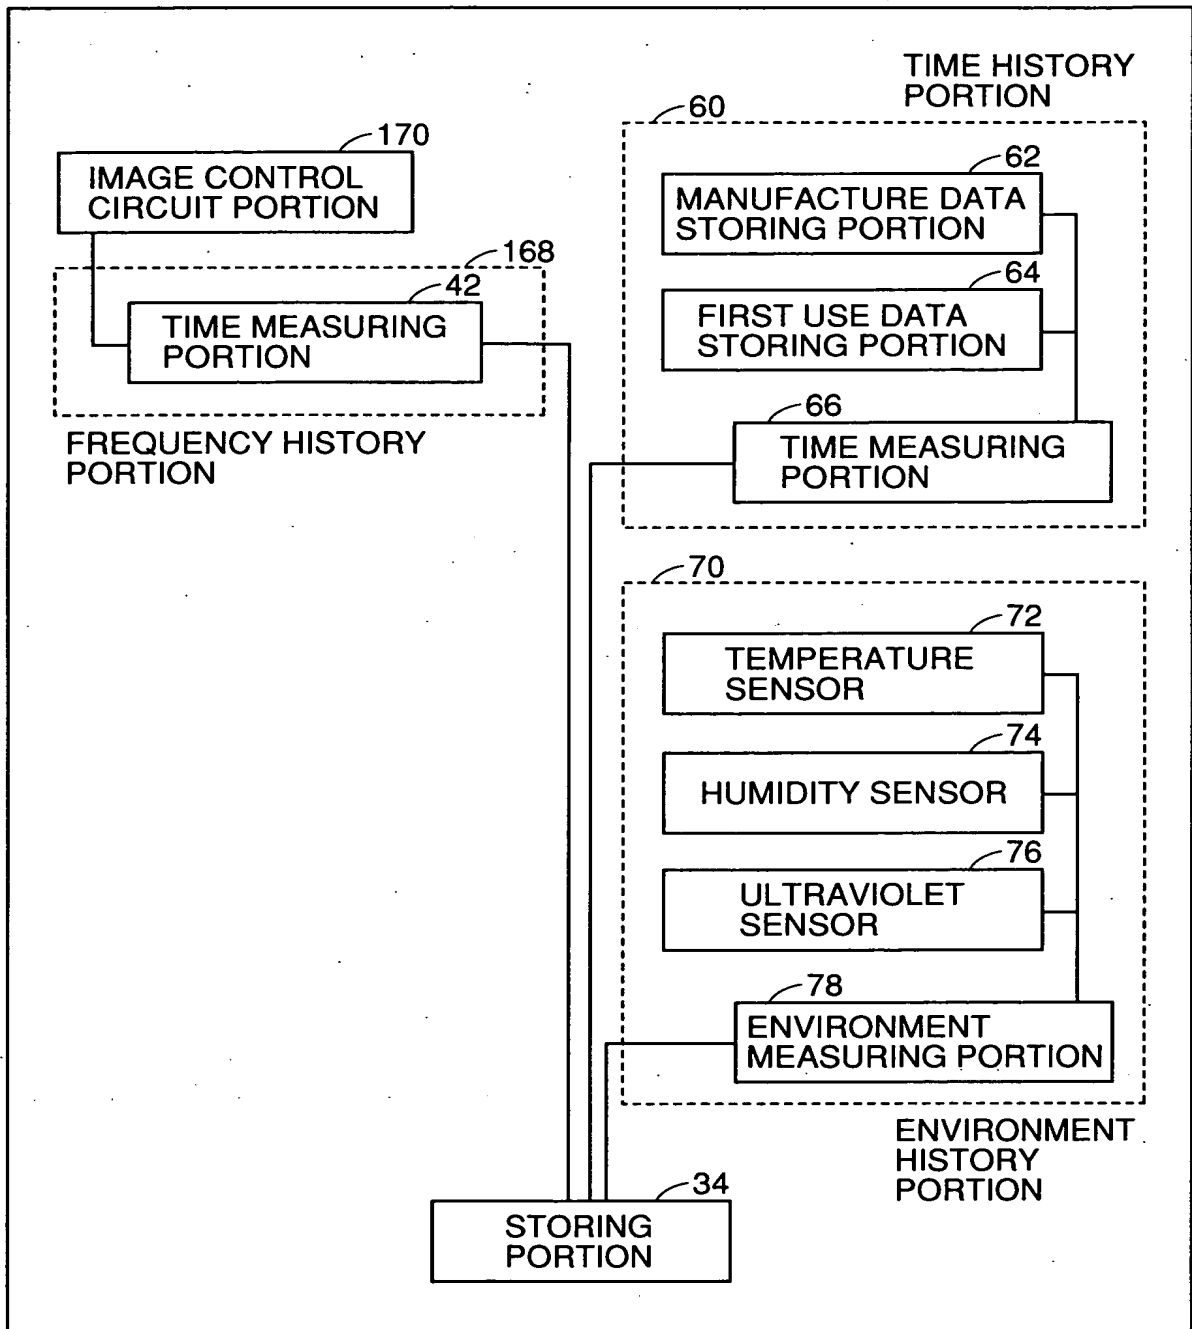 170
IMAGE CONTROL
CIRCUIT PORTION
168
42
TIME MEASURING
PORTION
FREQUENCY HISTORY
PORTION
TIME HISTORY
PORTION
60
62
MANUFACTURE DATA
STORING PORTION
64
FIRST USE DATA
STORING PORTION
66
TIME MEASURING
PORTION
70
72
TEMPERATURE
SENSOR
74
HUMIDITY SENSOR
76
ULTRAVIOLET
SENSOR
78
ENVIRONMENT
MEASURING PORTION
ENVIRONMENT
HISTORY
PORTION
34
STORING
PORTION